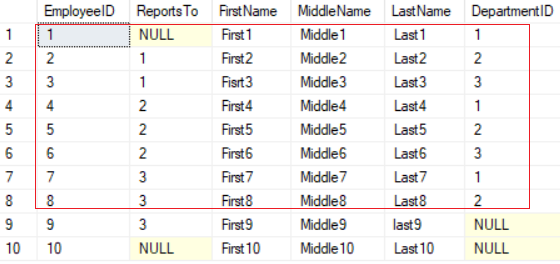 EmployeeID ReportsTo FirstName MiddleName LastName DepartmentID
1 1 NULL First1 Middle1 Last1 1
2 2 1 First2 Middle2 Last2 2
3 3 1 Fisrt3 Middle3 Last3 3
4 4 2 First4 Middle4 Last4 1
5 5 2 First5 Middle5 Last5 2
6 6 2 First6 Middle6 Last6 3
7 7 3 First7 Middle7 Last7 1
8 8 3 First8 Middle8 Last8 2
9 9 3 First9 Middle9 last9 NULL
10 10 NULL First10 Middle10 Last10 NULL